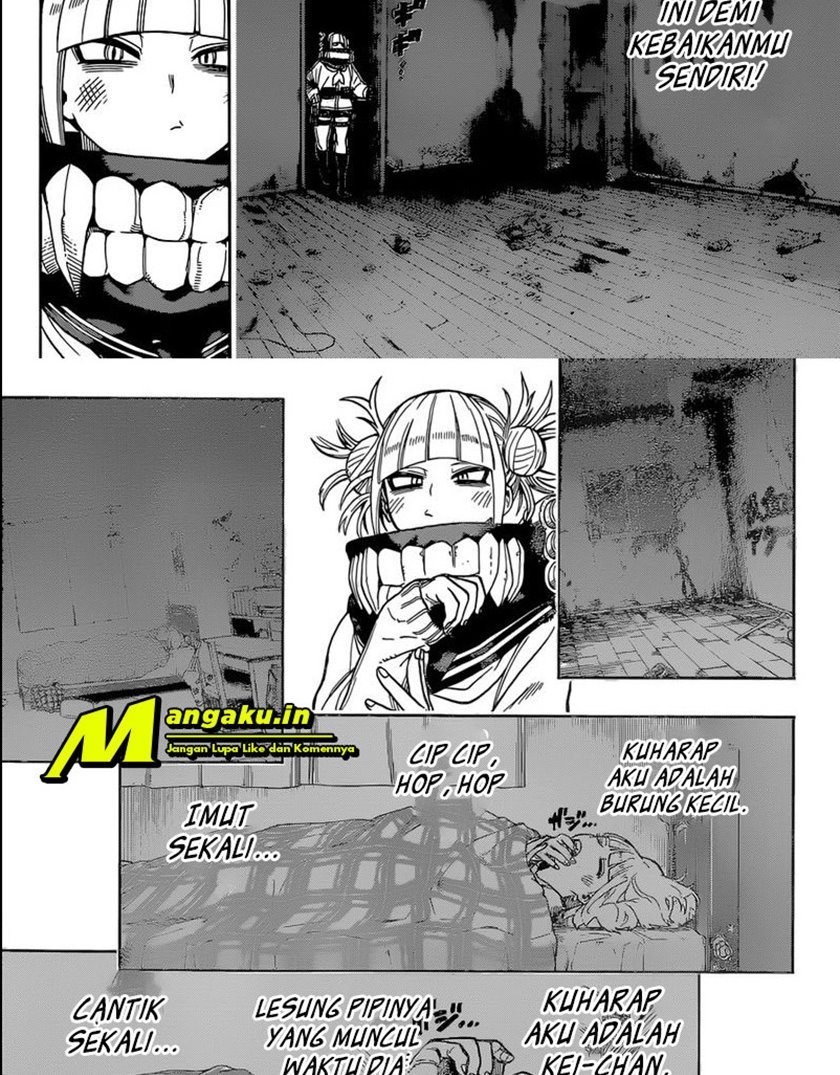 INI DEMI
KEBAIKANMU
SENDIRI!
Mangaku.in
Jangan Lupa Like dan Komennya
KUHARAP
AKU ADALAH
BURUNG KECIL.
CIP CIP,
HOP, HOP
IMUT
SEKALI...
KUHARAP
AKU ADALAH
KEI-CHAN.
LESUNG PIPINYA
YANG MUNCUL
WAKTU DIA
CANTIK
SEKALI...